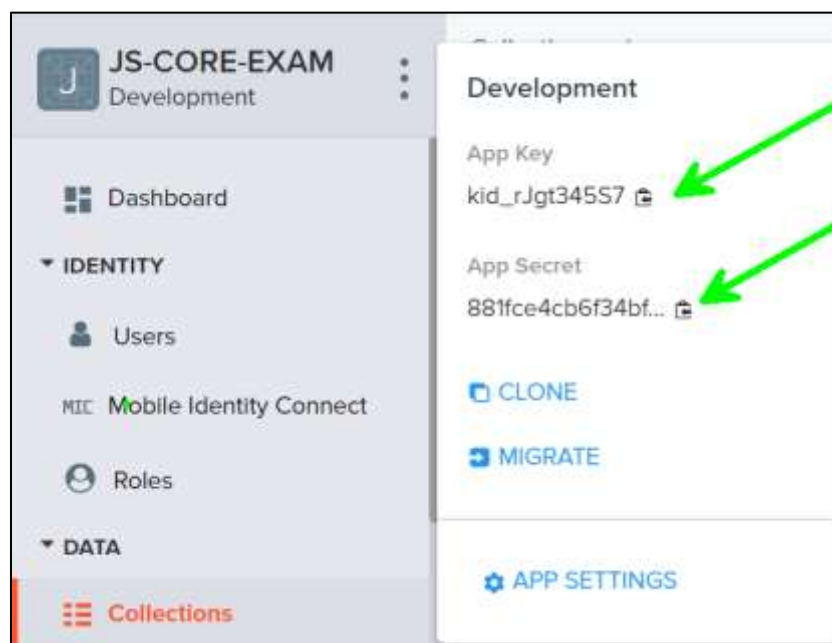 J
JS-CORE-EXAM
Development
Dashboard
IDENTITY
Users
MIC Mobile Identity Connect
Roles
DATA
Collections
Development
App Key
kid_rJgt345S7
App Secret
881fce4cb6f34bf...
CLONE
MIGRATE
APP SETTINGS